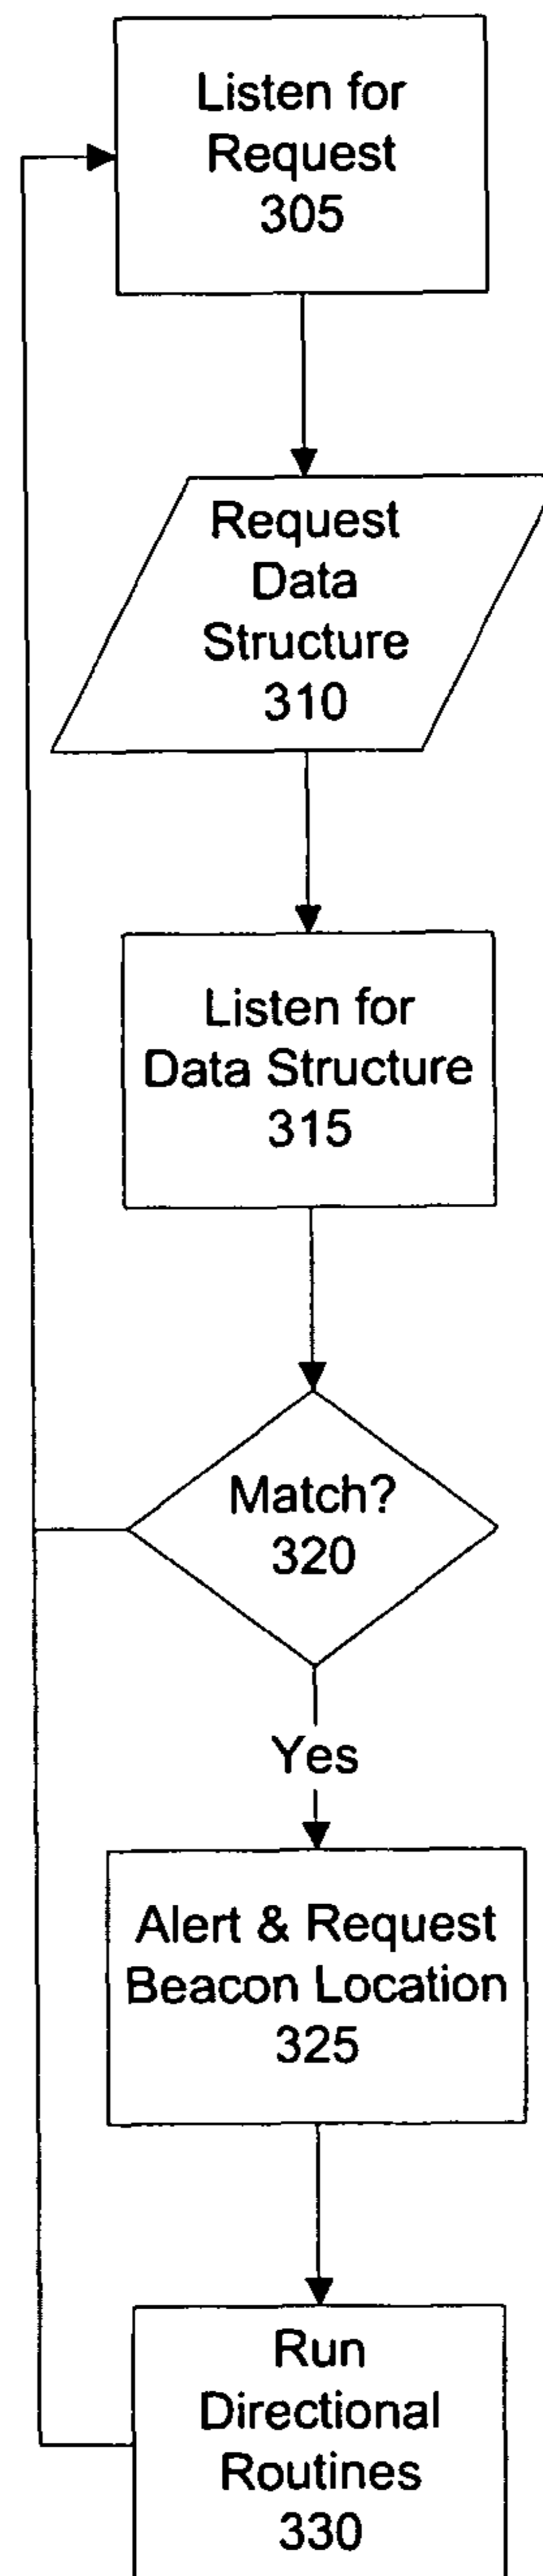 Listen for
Request
305
Request
Data
Structure
310
Listen for
Data Structure
315
Match?
320
Yes
Alert & Request
Beacon Location
325
Run
Directional
Routines
330